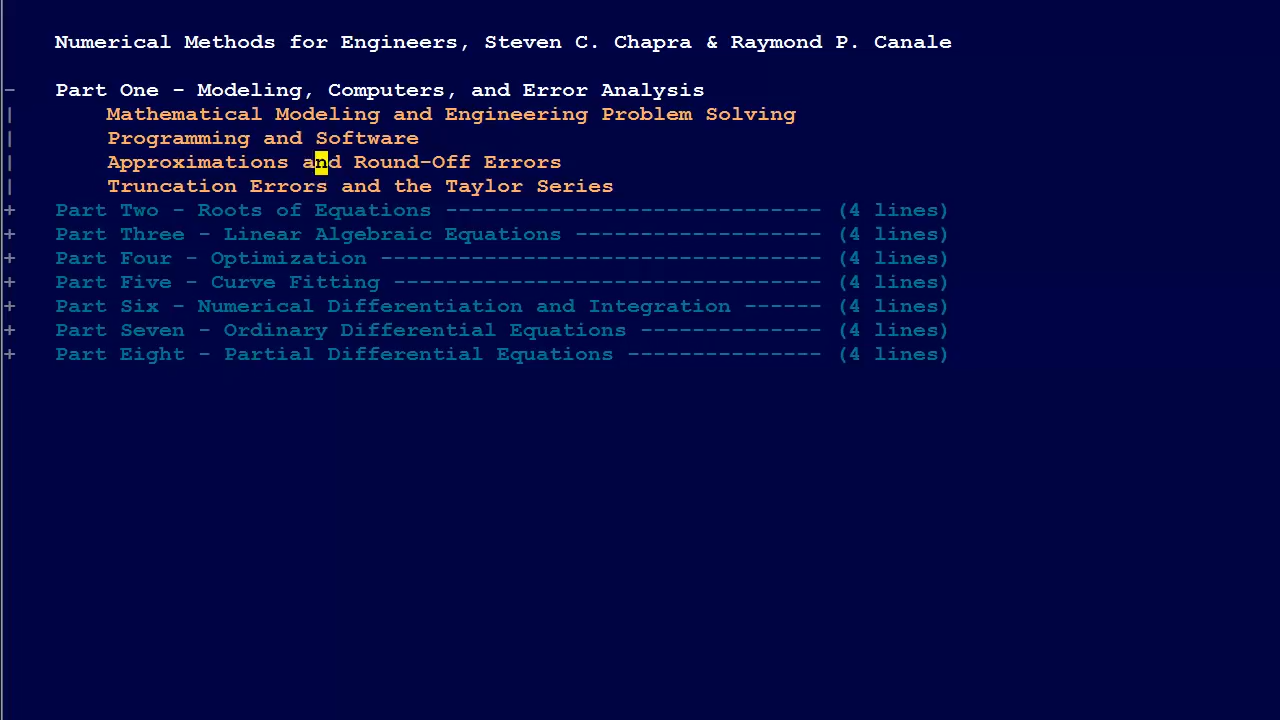 Numerical Methods for Engineers, Steven C. Chapra & Raymond P. Canale
- Part One - Modeling, Computers, and Error Analysis
| Mathematical Modeling and Engineering Problem Solving
| Programming and Software
| Approximations and Round-Off Errors
| Truncation Errors and the Taylor Series
+ Part Two - Roots of Equations ----------------------------- (4 lines)
+ Part Three - Linear Algebraic Equations ------------------- (4 lines)
+ Part Four - Optimization ---------------------------------- (4 lines)
+ Part Five - Curve Fitting --------------------------------- (4 lines)
+ Part Six - Numerical Differentiation and Integration ------ (4 lines)
+ Part Seven - Ordinary Differential Equations -------------- (4 lines)
+ Part Eight - Partial Differential Equations --------------- (4 lines)